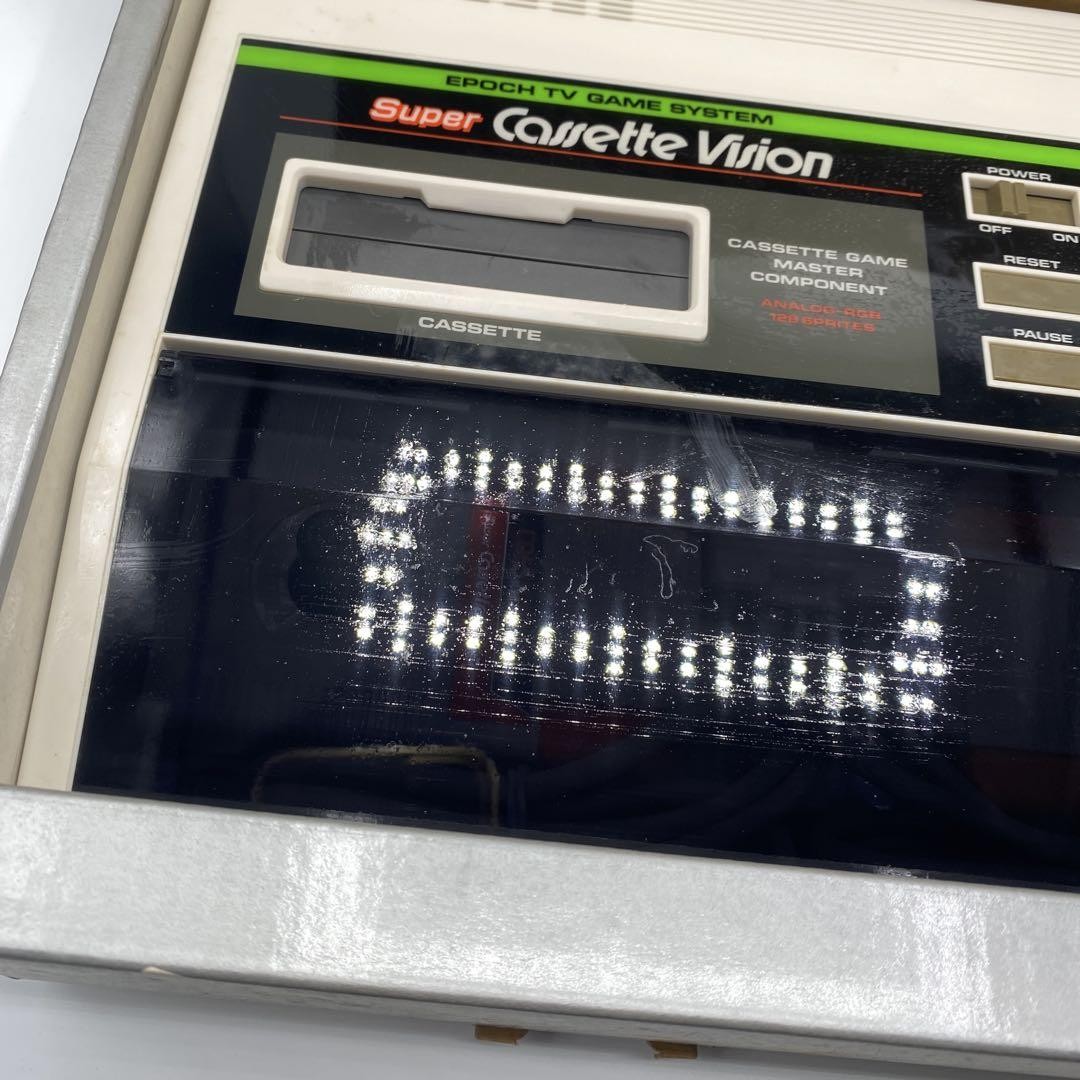 EPOCH TV GAME SYSTEM
Super Cassette Vision
POWER
OFF
ON
CASSETTE GAME
MASTER
COMPONENT
ANALOG RGB
128 SPRITES
RESET
CASSETTE
PAUSE